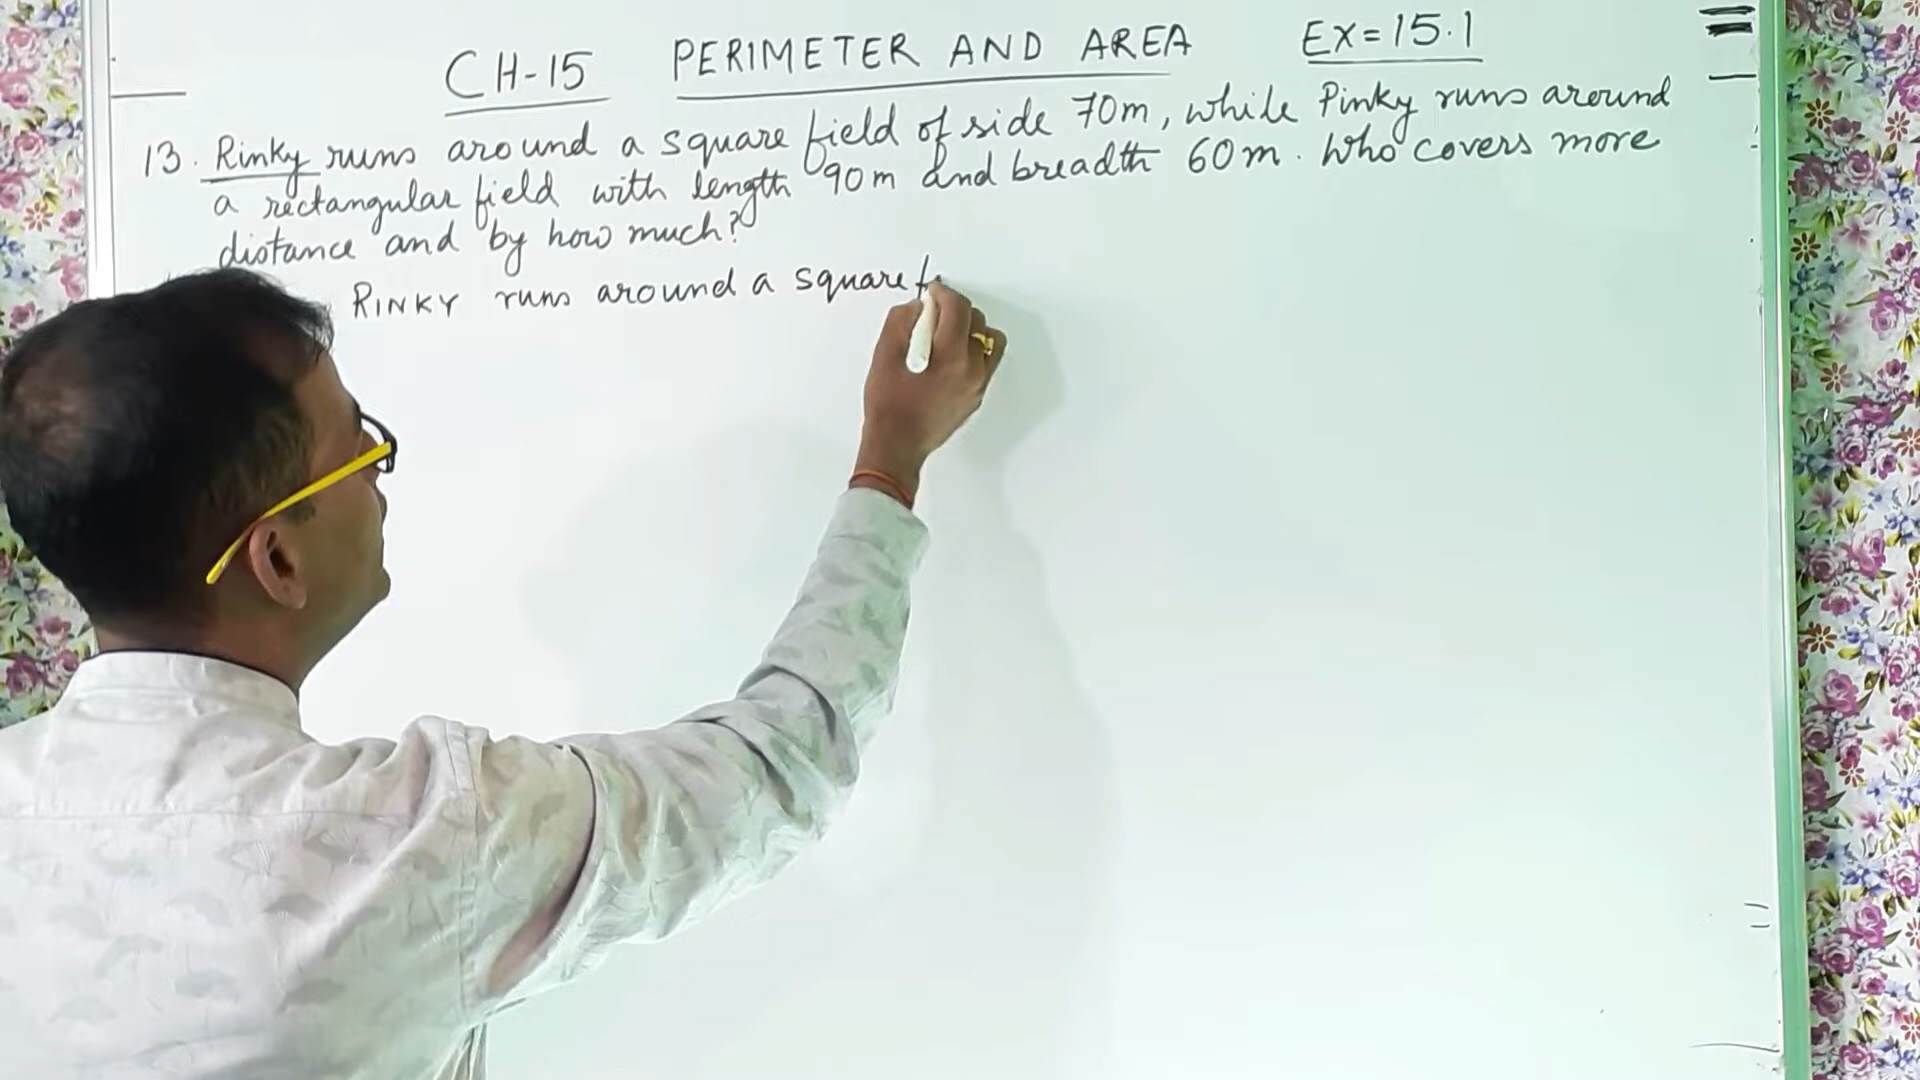 CH-15 PERIMETER AND AREA EX=15.1
13. Rinky runs around a square field of side 70m, while Pinky runs around
a rectangular field with length 90m and breadth 60m. Who covers more
distance and by how much?
RINKY runs around a square f